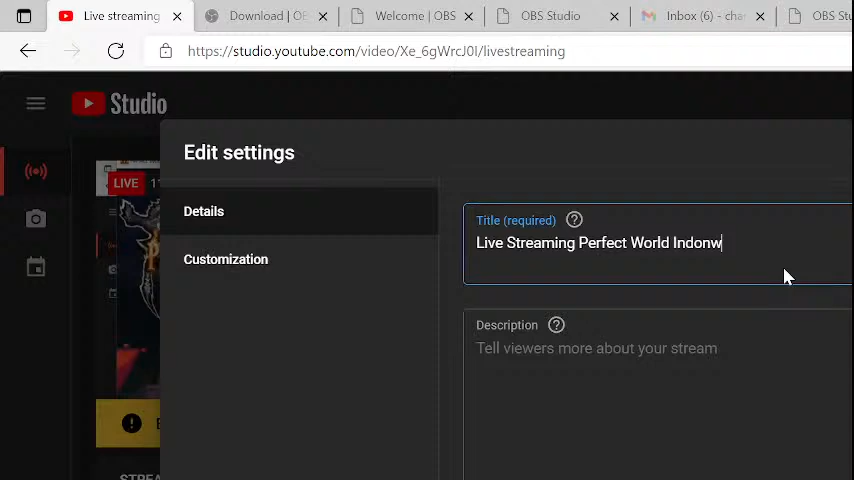 Live streaming
Download | OE
Welcome | OBS
OBS Studio
Inbox (6) - cha
OBS Stu
https://studio.youtube.com/video/Xe_6gWrcJ0I/livestreaming
Studio
Edit settings
LIVE
Details
Title (required)
Live Streaming Perfect World Indonw
Customization
Description
Tell viewers more about your stream
STREA